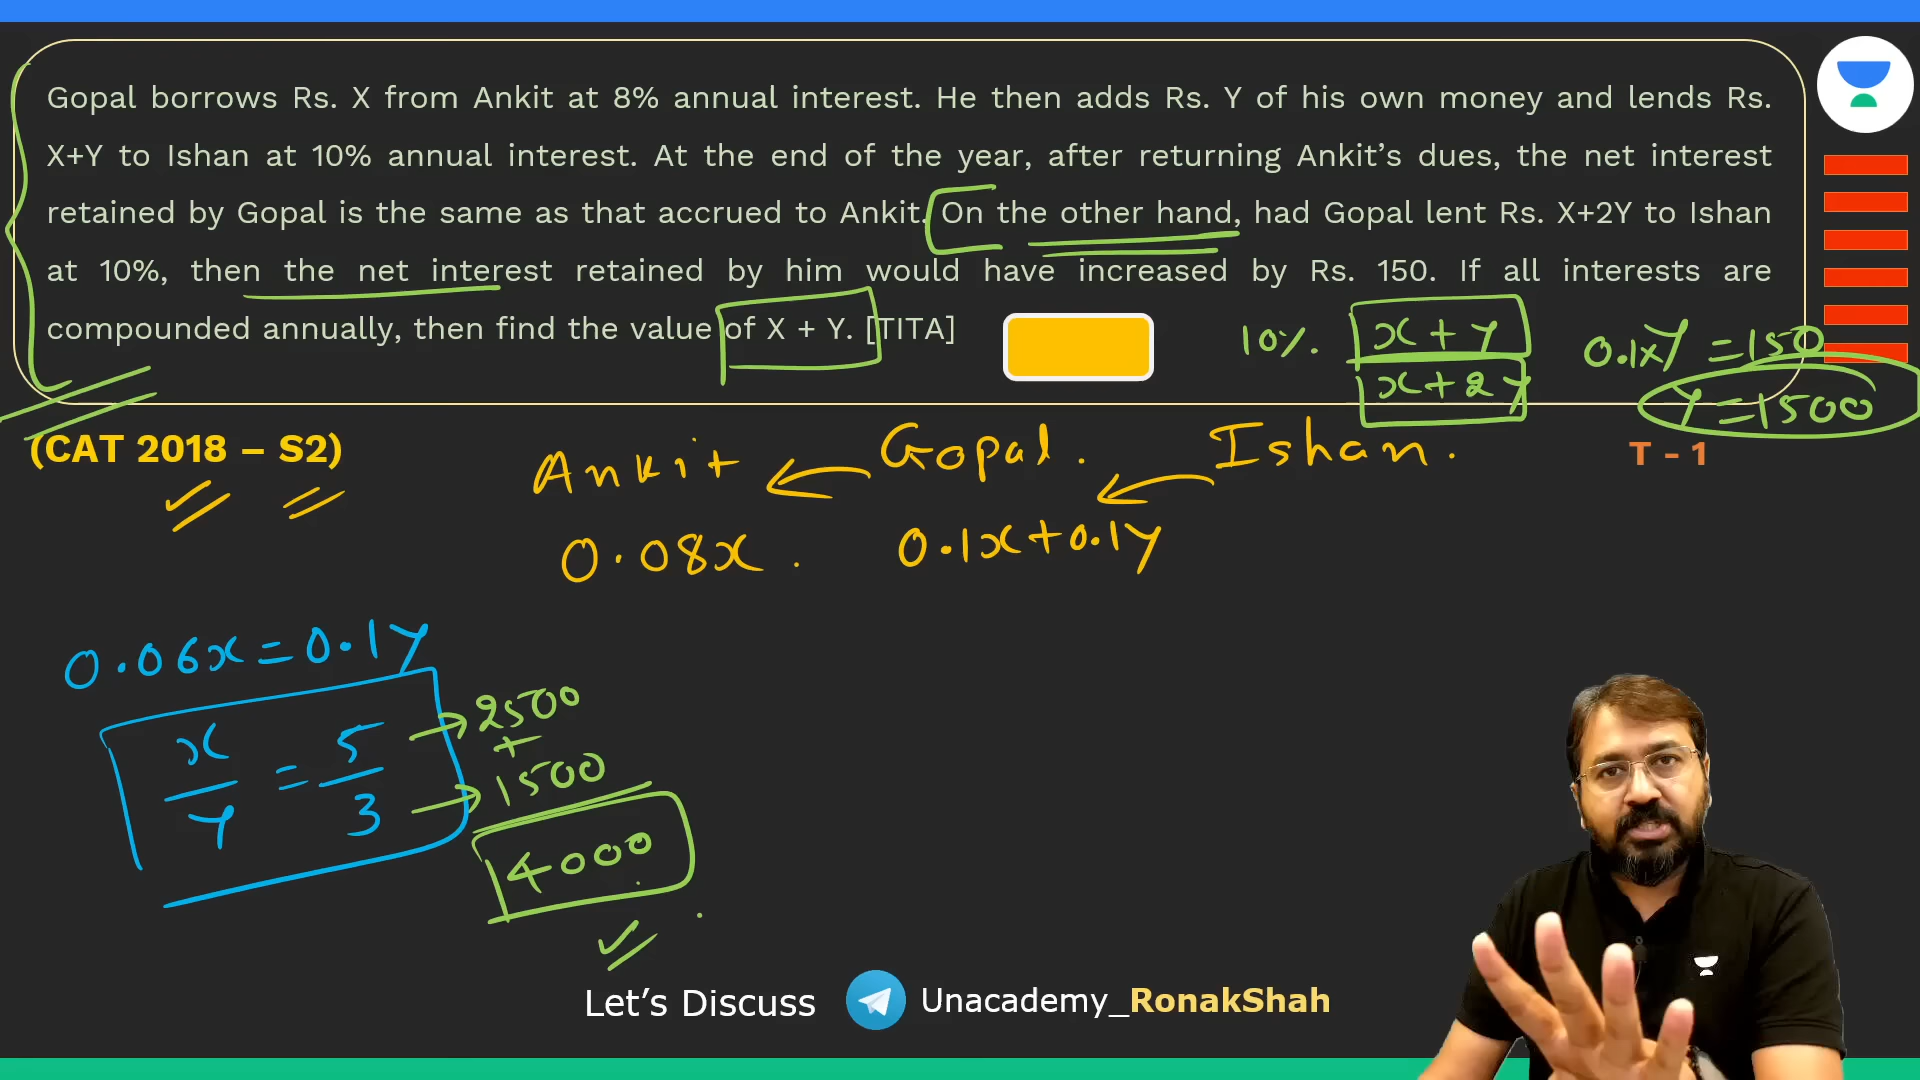 Gopal borrows Rs. X from Ankit at 8% annual interest. He then adds Rs. Y of his own money and lends Rs.
X+Y to Ishan at 10% annual interest. At the end of the year, after returning Ankit’s dues, the net interest
retained by Gopal is the same as that accrued to Ankit. On the other hand, had Gopal lent Rs. X+2Y to Ishan
at 10%, then the net interest retained by him would have increased by Rs. 150. If all interests are
compounded annually, then find the value of X + Y. [TITA]
10%. x + y
x + 2y
0.1xy = 150
y = 1500
(CAT 2018 – S2)
T - 1
Ankit Gopal. Ishan.
0.08x. 0.1x+0.1y
0.06x = 0.1y
x/y = 5/3
2500
+
1500
4000
Let’s Discuss Unacademy_RonakShah